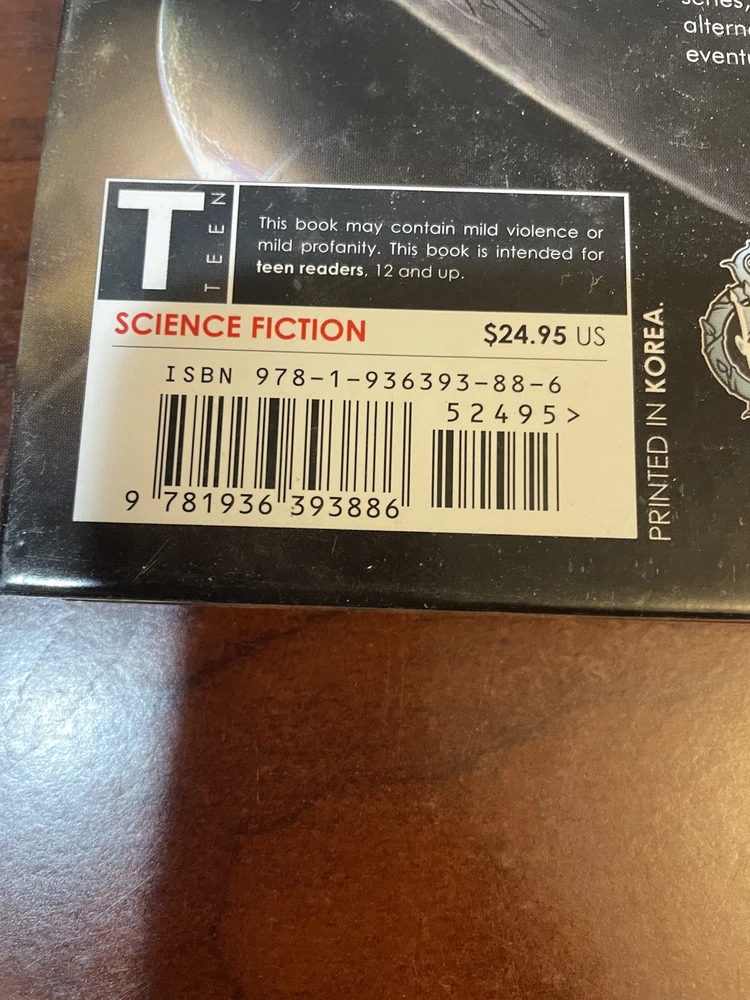 altern
eventu
T
TEEN
This book may contain mild violence or
mild profanity. This book is intended for
teen readers, 12 and up.
SCIENCE FICTION
$24.95 US
ISBN 978-1-936393-88-6
52495>
9 781936 393886
PRINTED IN KOREA.